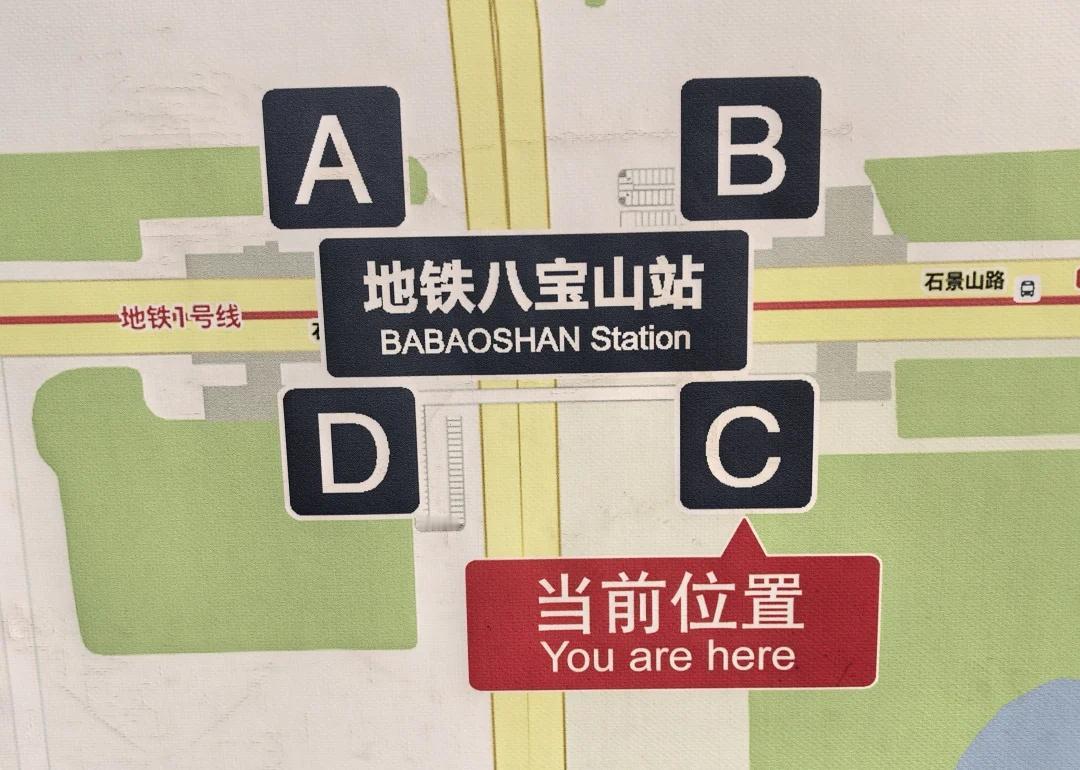 A
B
地铁八宝山站
BABAOSHAN Station
石景山路
地铁1号线
D
C
当前位置
You are here